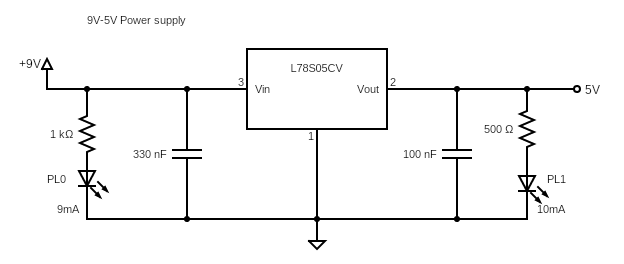 9V-5V Power supply
+9V
L78S05CV
3
Vin
Vout
2
5V
1 kΩ
330 nF
1
100 nF
500 Ω
PL0
PL1
9mA
10mA